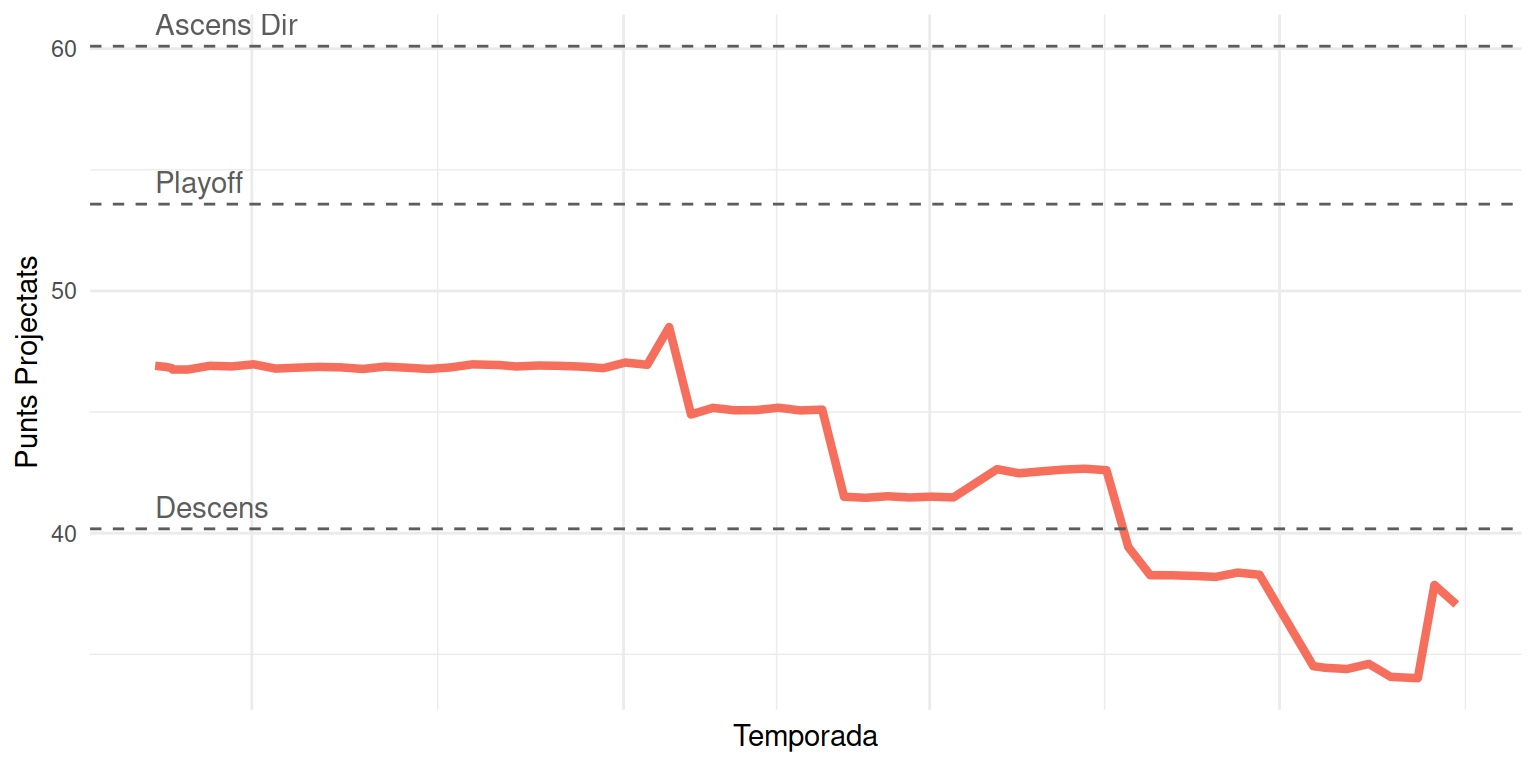 Ascens Dir
60
Playoff
50
Descens
40
Punts Projectats
Temporada